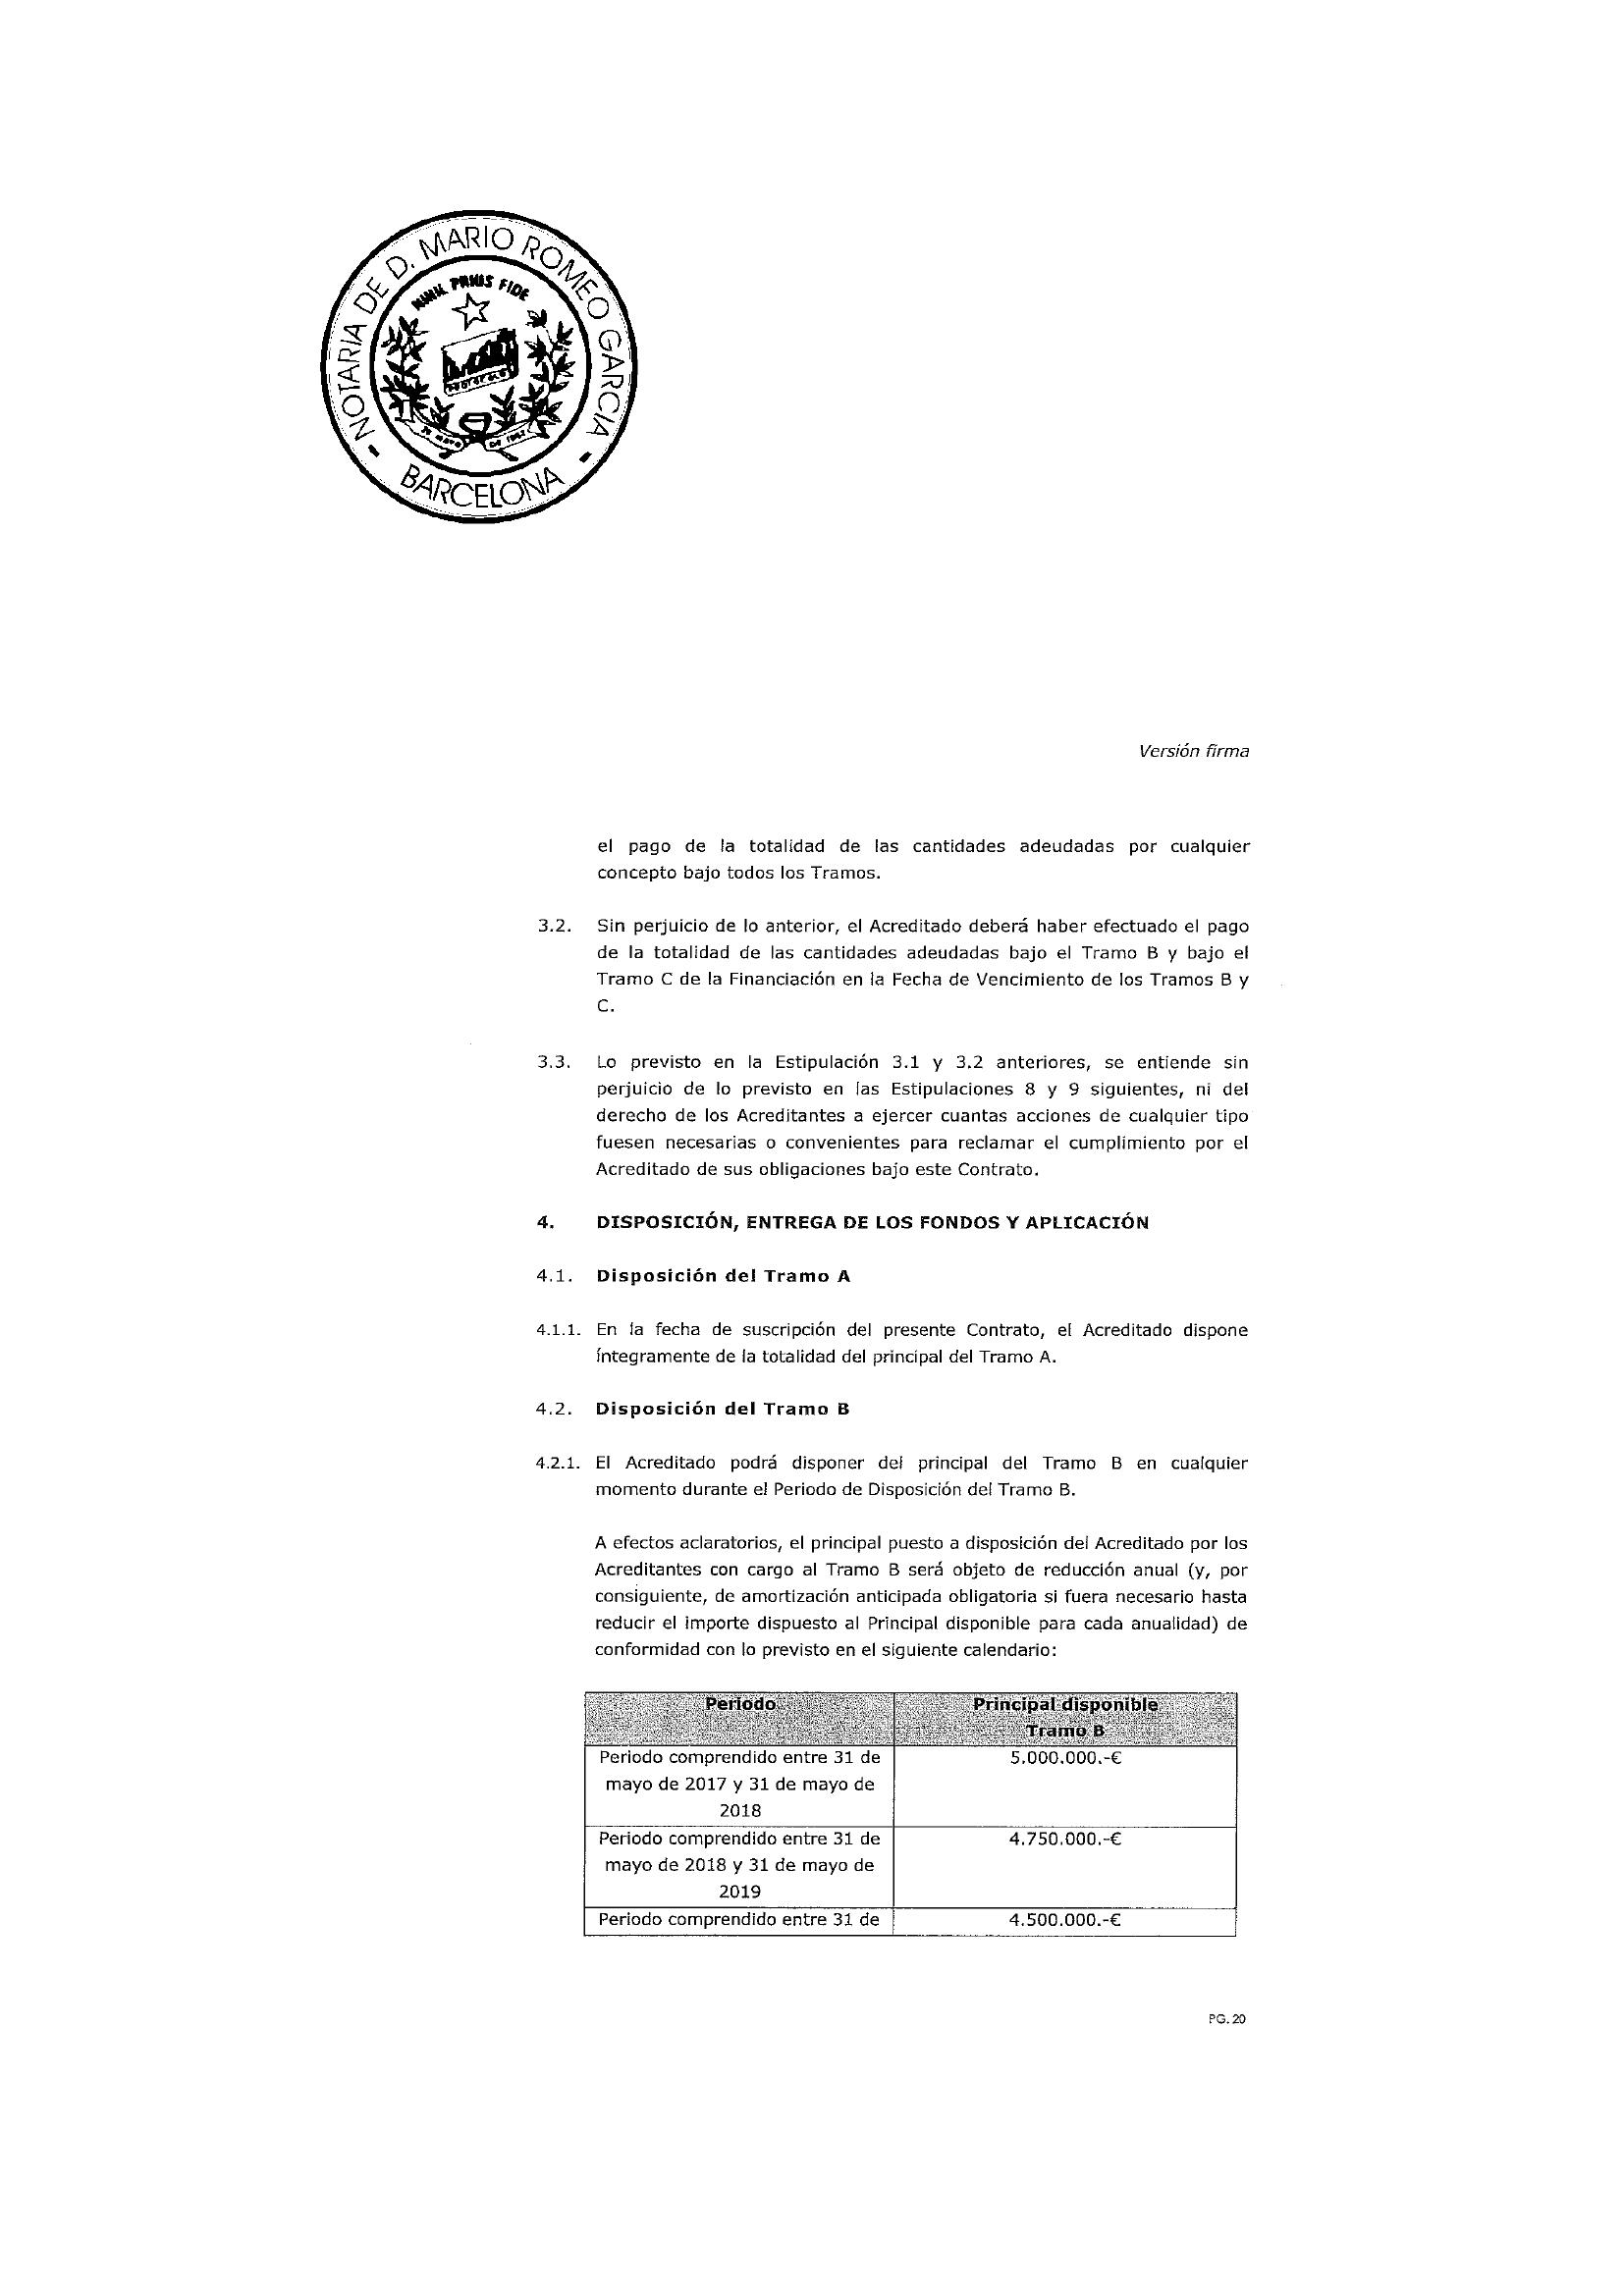 NOTARIA DE D. MARIO ROMEO GARCIA
NIHIL PRIUS FIDE
BARCELONA
Versión firma
el pago de la totalidad de las cantidades adeudadas por cualquier
concepto bajo todos los Tramos.
3.2. Sin perjuicio de lo anterior, el Acreditado deberá haber efectuado el pago
de la totalidad de las cantidades adeudadas bajo el Tramo B y bajo el
Tramo C de la Financiación en la Fecha de Vencimiento de los Tramos B y
C.
3.3. Lo previsto en la Estipulación 3.1 y 3.2 anteriores, se entiende sin
perjuicio de lo previsto en las Estipulaciones 8 y 9 siguientes, ni del
derecho de los Acreditantes a ejercer cuantas acciones de cualquier tipo
fuesen necesarias o convenientes para reclamar el cumplimiento por el
Acreditado de sus obligaciones bajo este Contrato.
4. DISPOSICIÓN, ENTREGA DE LOS FONDOS Y APLICACIÓN
4.1. Disposición del Tramo A
4.1.1. En la fecha de suscripción del presente Contrato, el Acreditado dispone
íntegramente de la totalidad del principal del Tramo A.
4.2. Disposición del Tramo B
4.2.1. El Acreditado podrá disponer del principal del Tramo B en cualquier
momento durante el Periodo de Disposición del Tramo B.
A efectos aclaratorios, el principal puesto a disposición del Acreditado por los
Acreditantes con cargo al Tramo B será objeto de reducción anual (y, por
consiguiente, de amortización anticipada obligatoria si fuera necesario hasta
reducir el importe dispuesto al Principal disponible para cada anualidad) de
conformidad con lo previsto en el siguiente calendario:
Periodo Principal disponible
Tramo B
Periodo comprendido entre 31 de 5.000.000.-€
mayo de 2017 y 31 de mayo de
2018
Periodo comprendido entre 31 de 4.750.000.-€
mayo de 2018 y 31 de mayo de
2019
Periodo comprendido entre 31 de 4.500.000.-€
PG. 20